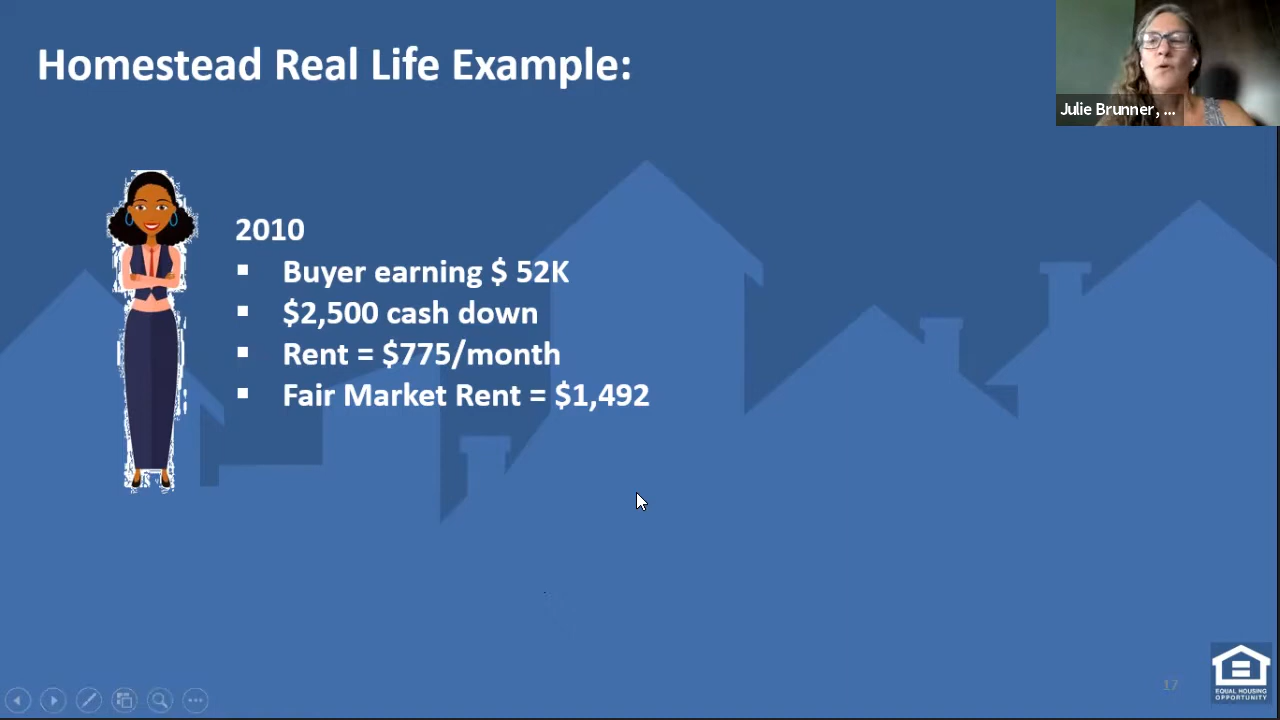 Homestead Real Life Example:
Julie Brunner, ...
2010
▪ Buyer earning $ 52K
▪ $2,500 cash down
▪ Rent = $775/month
▪ Fair Market Rent = $1,492
17
EQUAL HOUSING
OPPORTUNITY